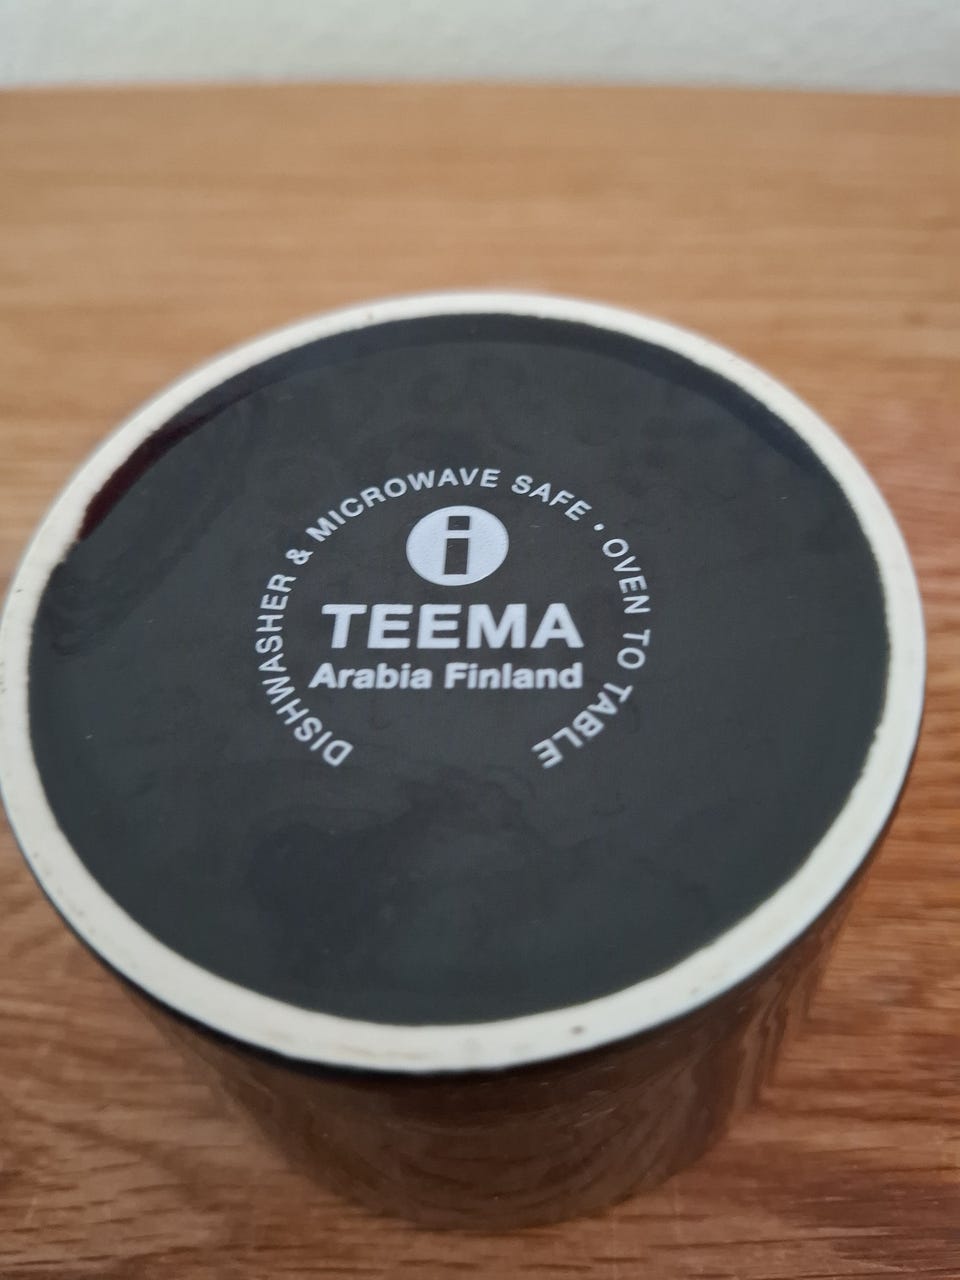 DISHWASHER & MICROWAVE SAFE • OVEN TO TABLE
i
TEEMA
Arabia Finland